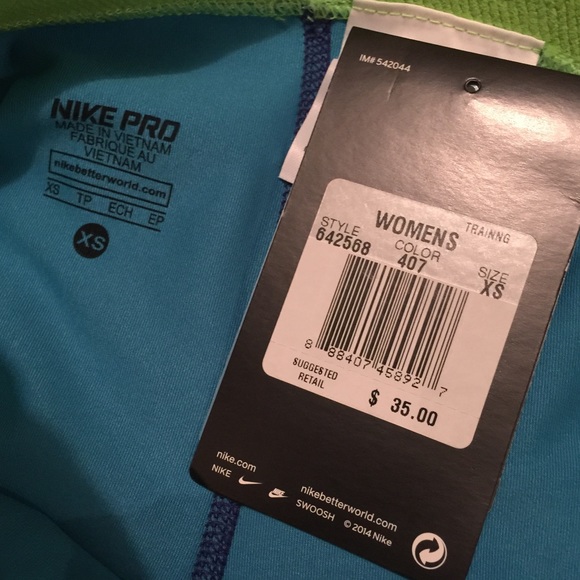 NIKE PRO
MADE IN VIETNAM
FABRIQUE AU
VIETNAM
nikebetterworld.com
XS TP ECH EP
XS
IM# 542044
WOMENS TRAINNG
STYLE COLOR SIZE
642568 407 XS
8 88407 45892 7
SUGGESTED
RETAIL
$ 35.00
nike.com
NIKE
nikebetterworld.com
SWOOSH © 2014 Nike